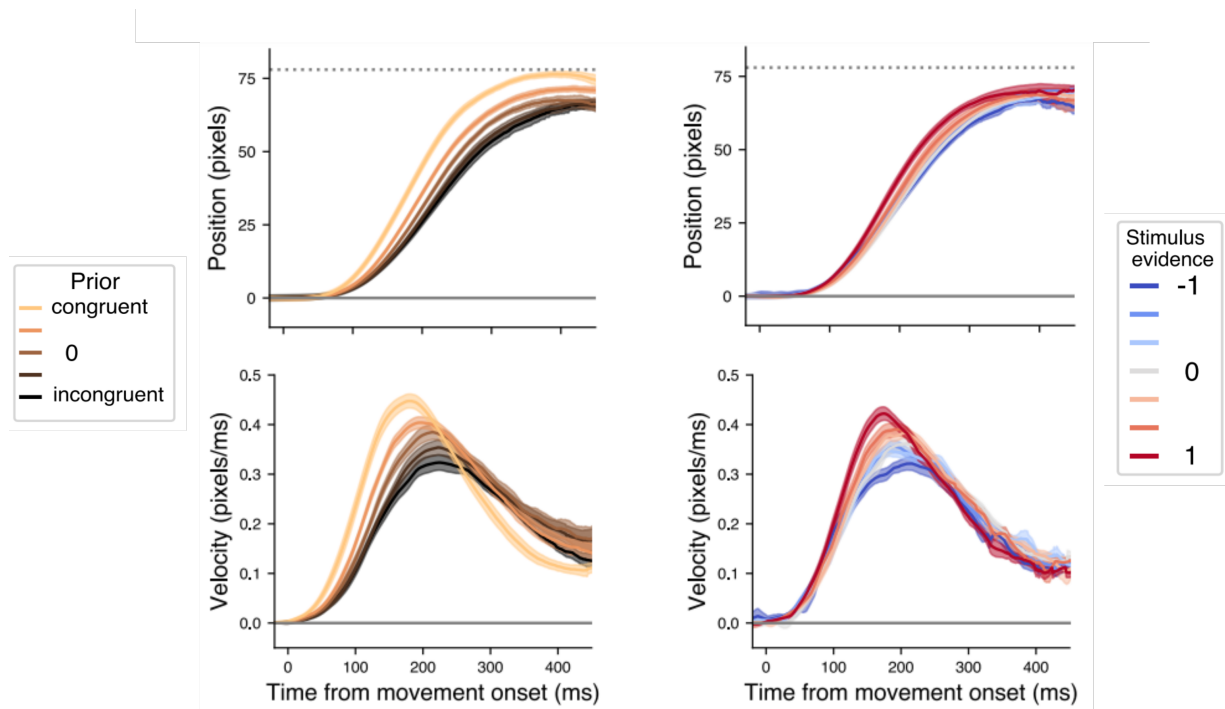 75
50
25
0
Position (pixels)
75
50
25
0
Position (pixels)
Prior
congruent
0
incongruent
Stimulus
evidence
-1
0
1
0.5
0.4
0.3
0.2
0.1
0.0
Velocity (pixels/ms)
0 100 200 300 400
Time from movement onset (ms)
0.5
0.4
0.3
0.2
0.1
0.0
Velocity (pixels/ms)
0 100 200 300 400
Time from movement onset (ms)